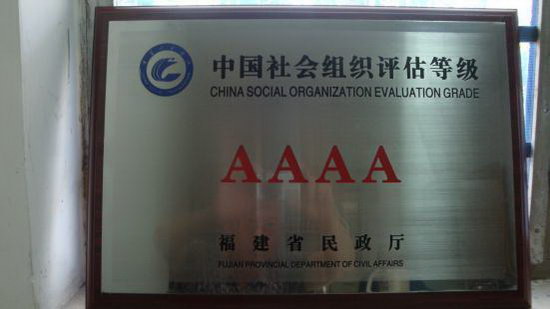 中国社会组织评估等级
CHINA SOCIAL ORGANIZATION EVALUATION GRADE
AAAA
福建省民政厅
FUJIAN PROVINCIAL DEPARTMENT OF CIVIL AFFAIRS